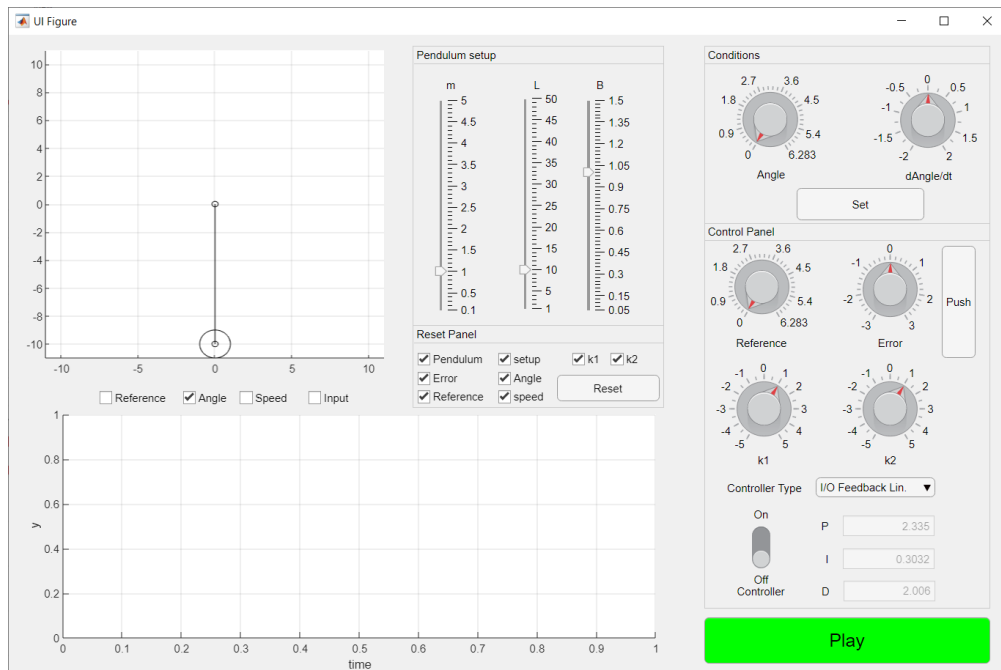 UI Figure
10
8
6
4
2
0
-2
-4
-6
-8
-10
-10 -5 0 5 10
Pendulum setup
m
5
4.5
4
3.5
3
2.5
2
1.5
1
0.5
0.1
L
50
45
40
35
30
25
20
15
10
5
1
B
1.5
1.35
1.2
1.05
0.9
0.75
0.6
0.45
0.3
0.15
0.05
Reset Panel
Pendulum setup k1 k2
Error Angle
Reference speed
Reset
Reference Angle Speed Input
1
0.8
0.6
0.4
0.2
0
y
0 0.1 0.2 0.3 0.4 0.5 0.6 0.7 0.8 0.9 1
time
Conditions
0 0.9 1.8 2.7 3.6 4.5 5.4 6.283
Angle
-2 -1.5 -1 -0.5 0 0.5 1 1.5 2
dAngle/dt
Set
Control Panel
0 0.9 1.8 2.7 3.6 4.5 5.4 6.283
Reference
-3 -2 -1 0 1 2 3
Error
Push
-5 -4 -3 -2 -1 0 1 2 3 4 5
k1
-5 -4 -3 -2 -1 0 1 2 3 4 5
k2
Controller Type I/O Feedback Lin.
On
Off
Controller
P 2.335
I 0.3032
D 2.006
Play